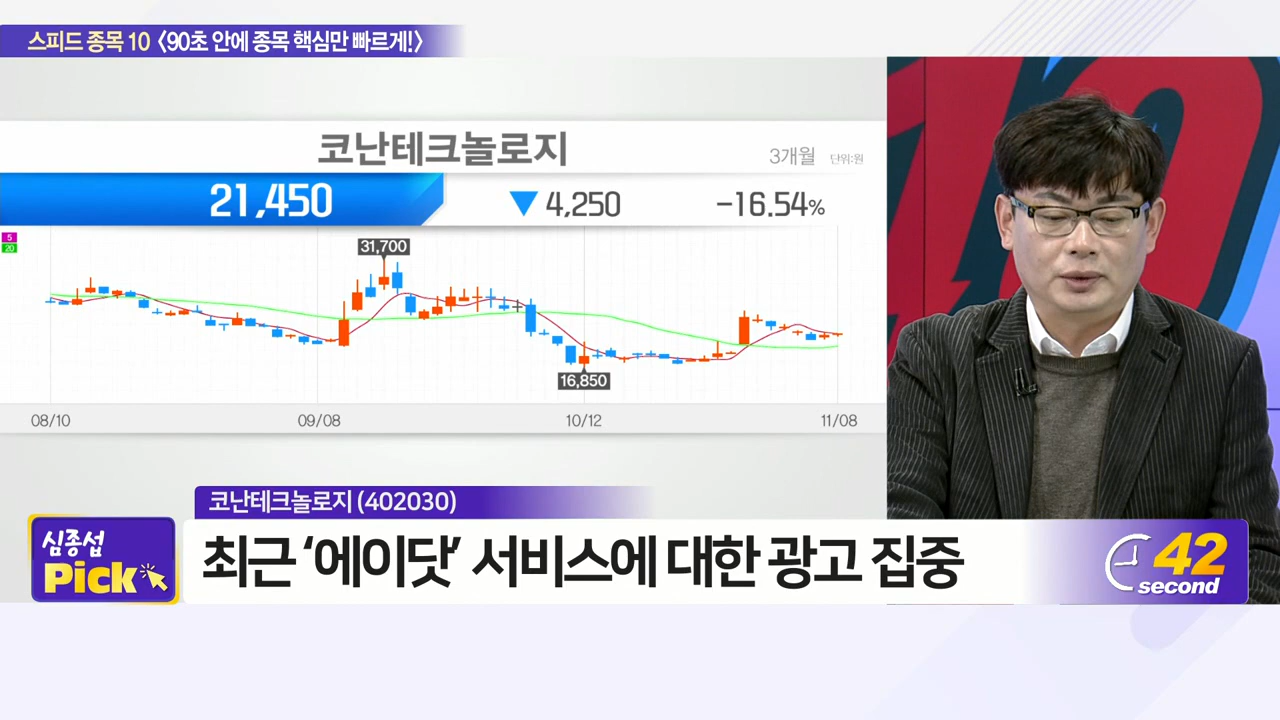 스피드 종목 10 〈90초 안에 종목 핵심만 빠르게!〉
코난테크놀로지
3개월 단위:원
21,450 ▼ 4,250 -16.54%
5
20
31,700
16,850
08/10 09/08 10/12 11/08
코난테크놀로지 (402030)
심종섭
Pick
최근 ‘에이닷’ 서비스에 대한 광고 집중
42
second
10